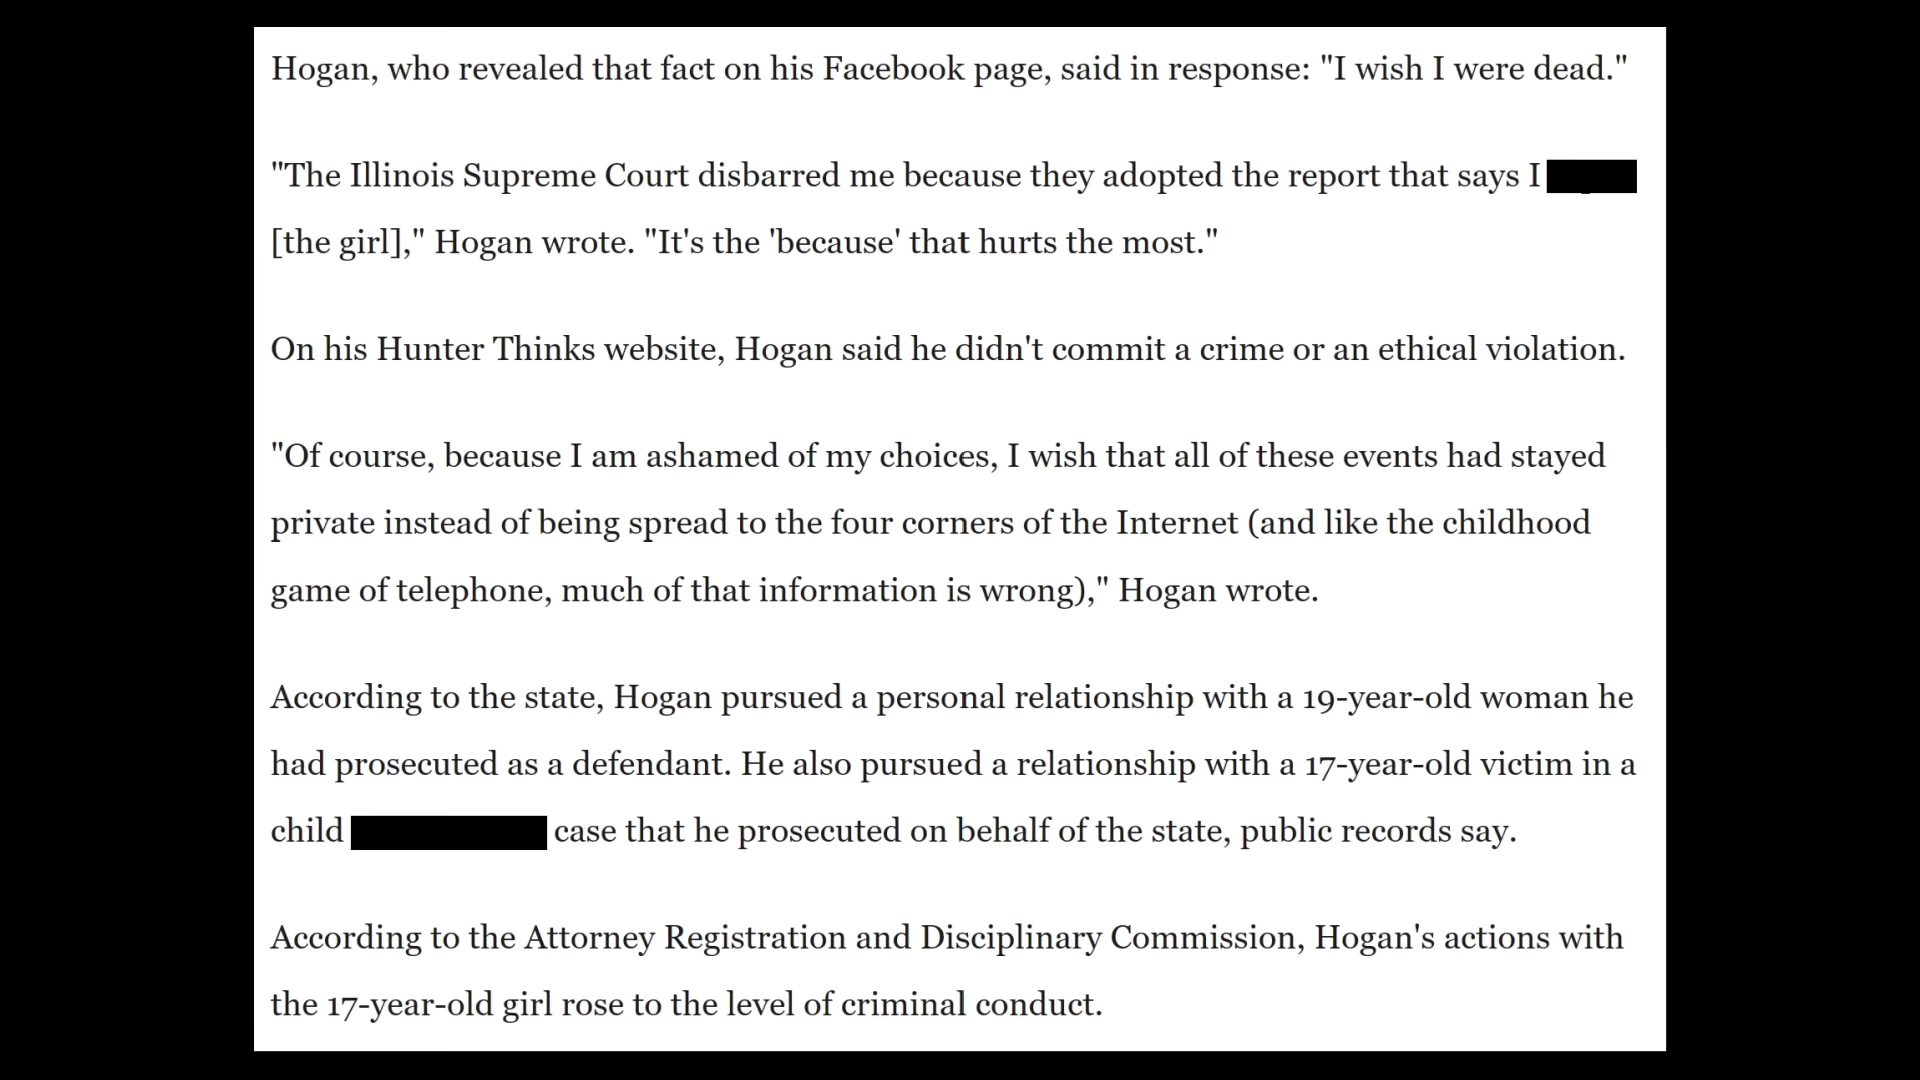 Hogan, who revealed that fact on his Facebook page, said in response: "I wish I were dead."
"The Illinois Supreme Court disbarred me because they adopted the report that says I
[the girl]," Hogan wrote. "It's the 'because' that hurts the most."
On his Hunter Thinks website, Hogan said he didn't commit a crime or an ethical violation.
"Of course, because I am ashamed of my choices, I wish that all of these events had stayed
private instead of being spread to the four corners of the Internet (and like the childhood
game of telephone, much of that information is wrong)," Hogan wrote.
According to the state, Hogan pursued a personal relationship with a 19-year-old woman he
had prosecuted as a defendant. He also pursued a relationship with a 17-year-old victim in a
child case that he prosecuted on behalf of the state, public records say.
According to the Attorney Registration and Disciplinary Commission, Hogan's actions with
the 17-year-old girl rose to the level of criminal conduct.